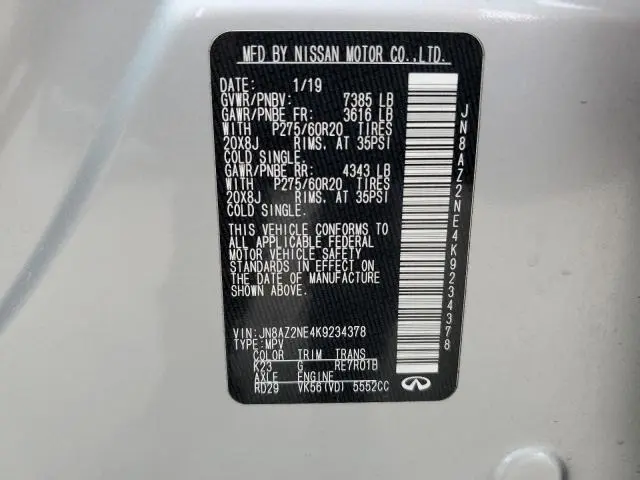 MFD BY NISSAN MOTOR CO.,LTD.
DATE: 1/19
GVWR/PNBV: 7385 LB
GAWR/PNBE FR: 3616 LB
WITH P275/60R20 TIRES
20X8J RIMS, AT 35PSI
COLD SINGLE.
GAWR/PNBE RR: 4343 LB
WITH P275/60R20 TIRES
20X8J RIMS, AT 35PSI
COLD SINGLE.
THIS VEHICLE CONFORMS TO
ALL APPLICABLE FEDERAL
MOTOR VEHICLE SAFETY
STANDARDS IN EFFECT ON
THE DATE OF MANUFACTURE
SHOWN ABOVE.
VIN:JN8AZ2NE4K9234378
TYPE:MPV
COLOR TRIM TRANS
K23 G RE7R01B
AXLE ENGINE
RD29 VK56(VD) 5552CC
JN8AZ2NE4K9234378